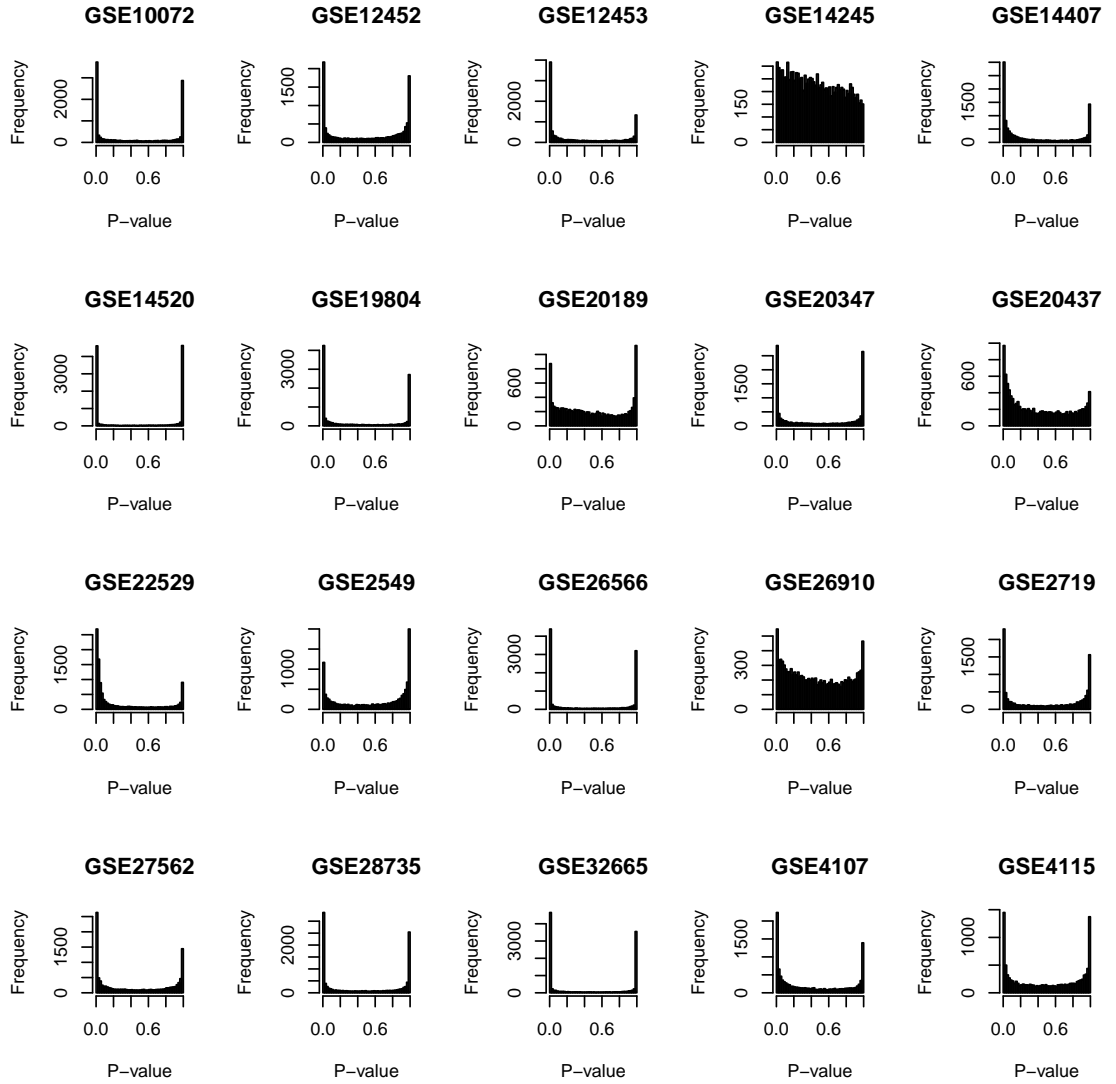 GSE10072 GSE12452 GSE12453 GSE14245 GSE14407
Frequency Frequency Frequency Frequency Frequency
0 2000 0 1500 0 2000 0 150 0 1500
0.0 0.6 0.0 0.6 0.0 0.6 0.0 0.6 0.0 0.6
P−value P−value P−value P−value P−value
GSE14520 GSE19804 GSE20189 GSE20347 GSE20437
Frequency Frequency Frequency Frequency Frequency
0 3000 0 3000 0 600 0 1500 0 600
0.0 0.6 0.0 0.6 0.0 0.6 0.0 0.6 0.0 0.6
P−value P−value P−value P−value P−value
GSE22529 GSE2549 GSE26566 GSE26910 GSE2719
Frequency Frequency Frequency Frequency Frequency
0 1500 0 1000 0 3000 0 300 0 1500
0.0 0.6 0.0 0.6 0.0 0.6 0.0 0.6 0.0 0.6
P−value P−value P−value P−value P−value
GSE27562 GSE28735 GSE32665 GSE4107 GSE4115
Frequency Frequency Frequency Frequency Frequency
0 1500 0 2000 0 3000 0 1500 0 1000
0.0 0.6 0.0 0.6 0.0 0.6 0.0 0.6 0.0 0.6
P−value P−value P−value P−value P−value